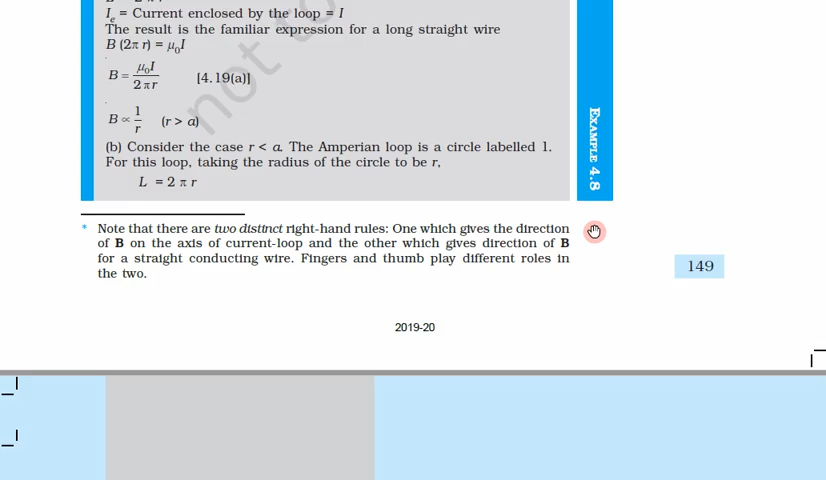 I_e = Current enclosed by the loop = I
The result is the familiar expression for a long straight wire
B (2π r) = μ₀I
B = μ₀I / 2πr [4.19(a)]
B ∝ 1/r (r > a)
(b) Consider the case r < a. The Amperian loop is a circle labelled 1.
For this loop, taking the radius of the circle to be r,
L = 2 π r
EXAMPLE 4.8
* Note that there are two distinct right-hand rules: One which gives the direction
of B on the axis of current-loop and the other which gives direction of B
for a straight conducting wire. Fingers and thumb play different roles in
the two.
149
2019-20
not to